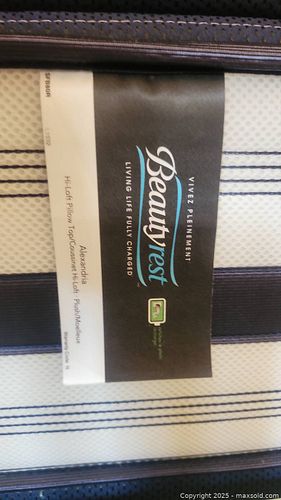 VIVEZ PLEINEMENT
Beautyrest
LIVING LIFE FULLY CHARGED
Alexandria
Hi-Loft Pillow Top/Coussinet Hi-Loft Plush/Moelleux
Copyright © 2025 - maxsold.com